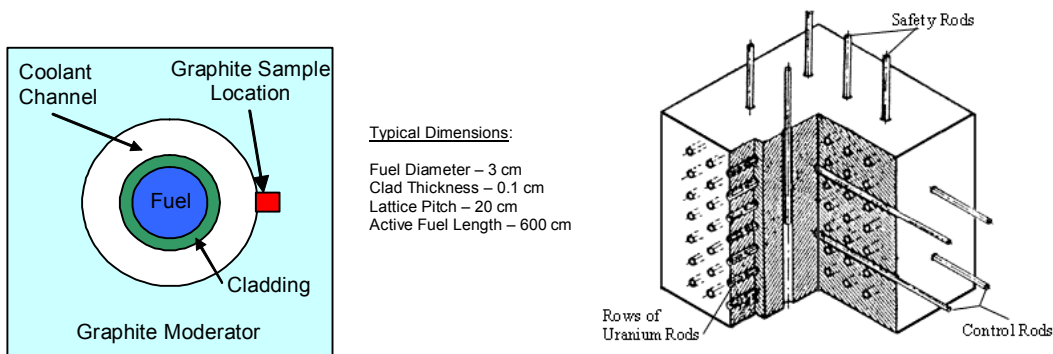 Coolant
Channel
Graphite Sample
Location
Fuel
Cladding
Graphite Moderator
Typical Dimensions:
Fuel Diameter – 3 cm
Clad Thickness – 0.1 cm
Lattice Pitch – 20 cm
Active Fuel Length – 600 cm
Safety Rods
Rows of
Uranium Rods
Control Rods